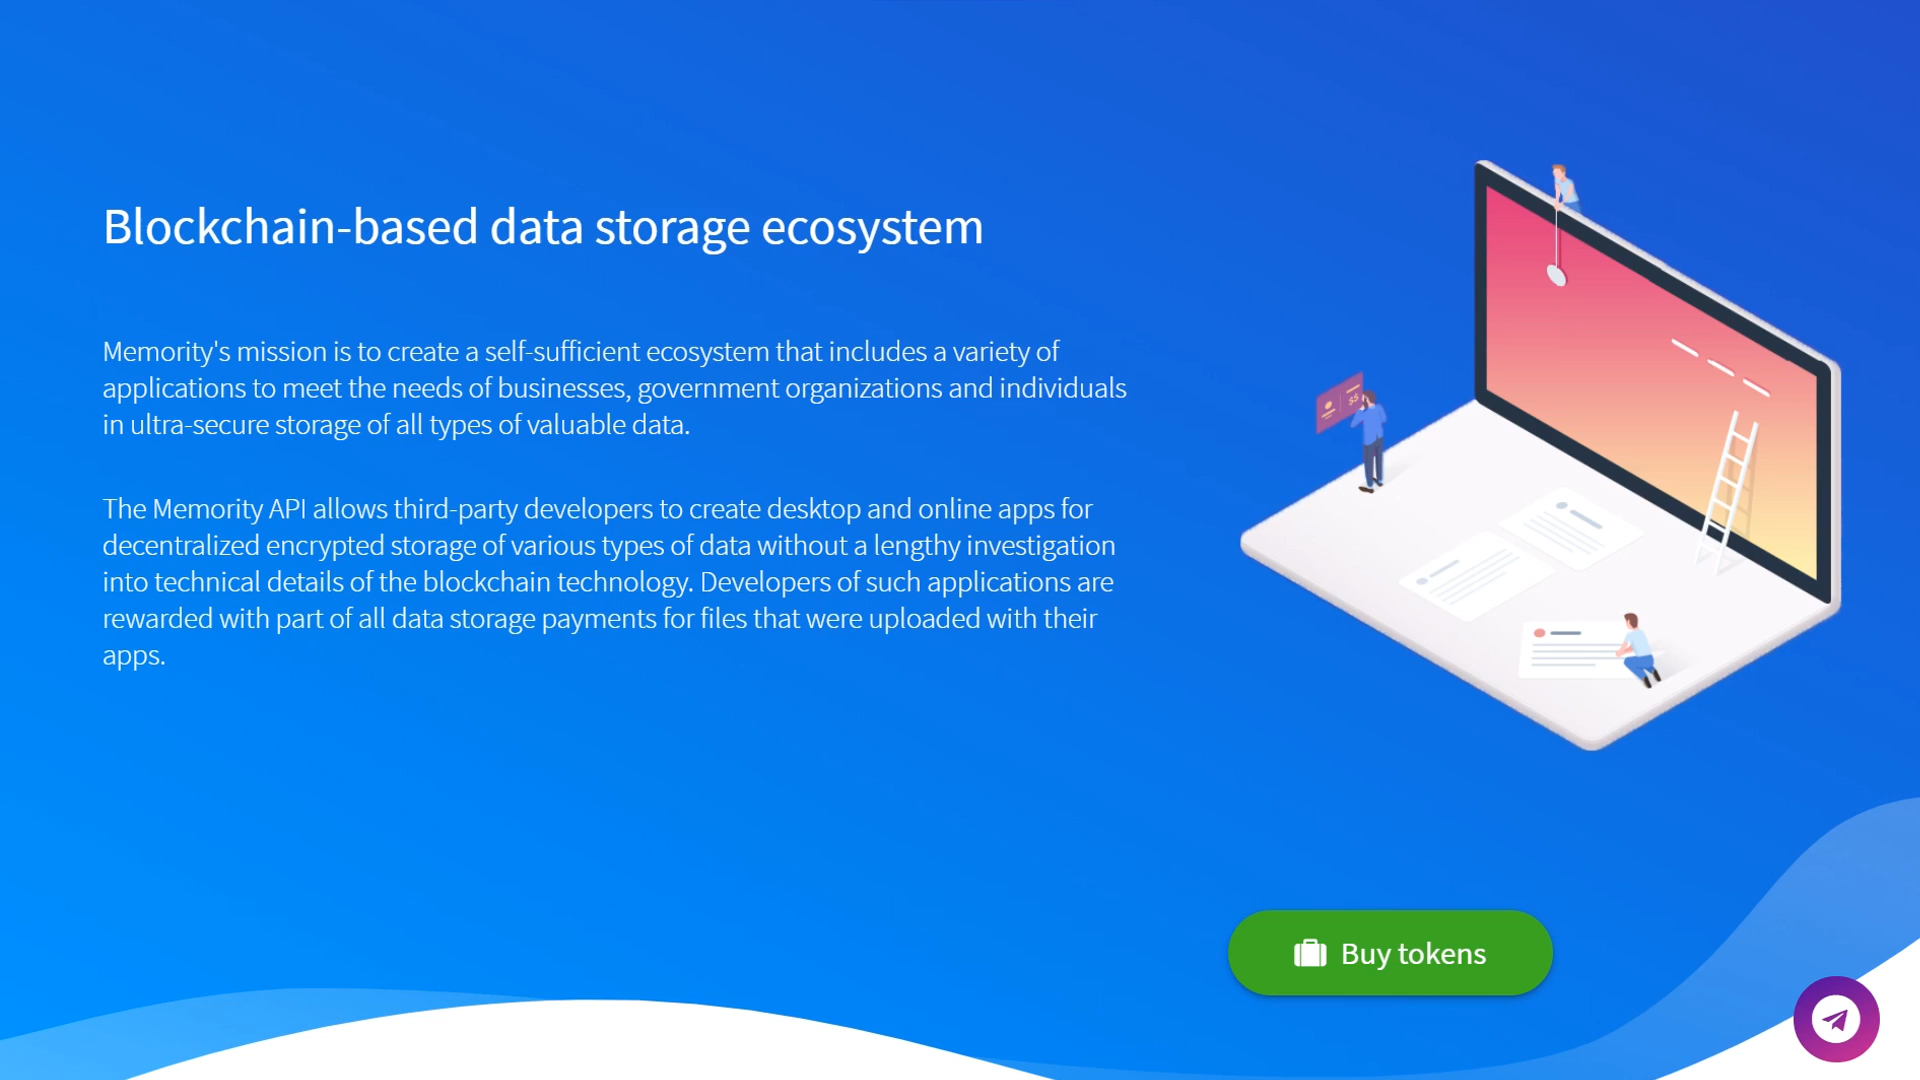 Blockchain-based data storage ecosystem
Memority's mission is to create a self-sufficient ecosystem that includes a variety of
applications to meet the needs of businesses, government organizations and individuals
in ultra-secure storage of all types of valuable data.
The Memority API allows third-party developers to create desktop and online apps for
decentralized encrypted storage of various types of data without a lengthy investigation
into technical details of the blockchain technology. Developers of such applications are
rewarded with part of all data storage payments for files that were uploaded with their
apps.
$$
Buy tokens